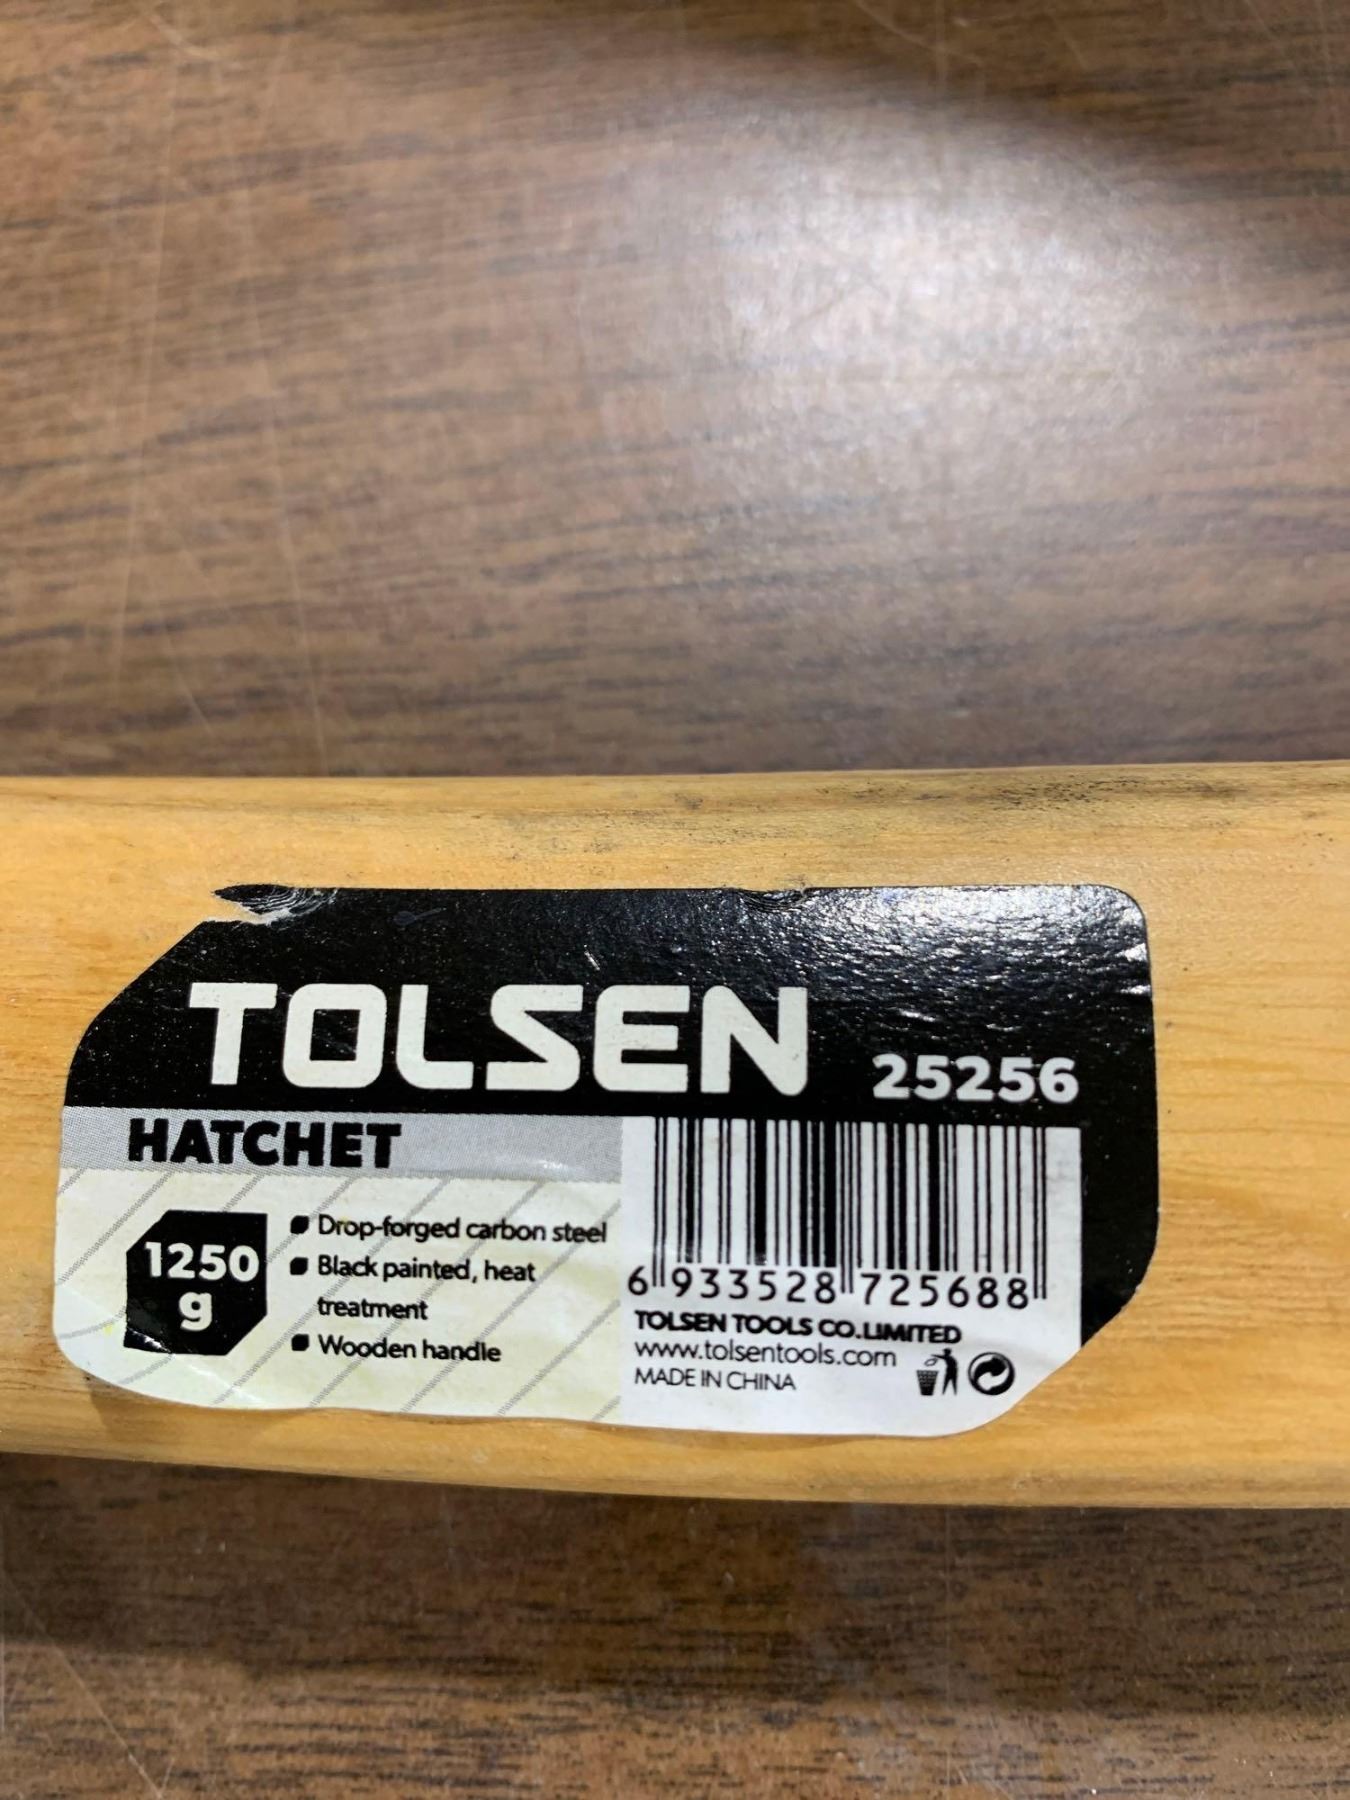 TOLSEN 25256
HATCHET
1250
g
Drop-forged carbon steel
Black painted, heat
treatment
Wooden handle
6 933528 725688
TOLSEN TOOLS CO.LIMITED
www.tolsentools.com
MADE IN CHINA